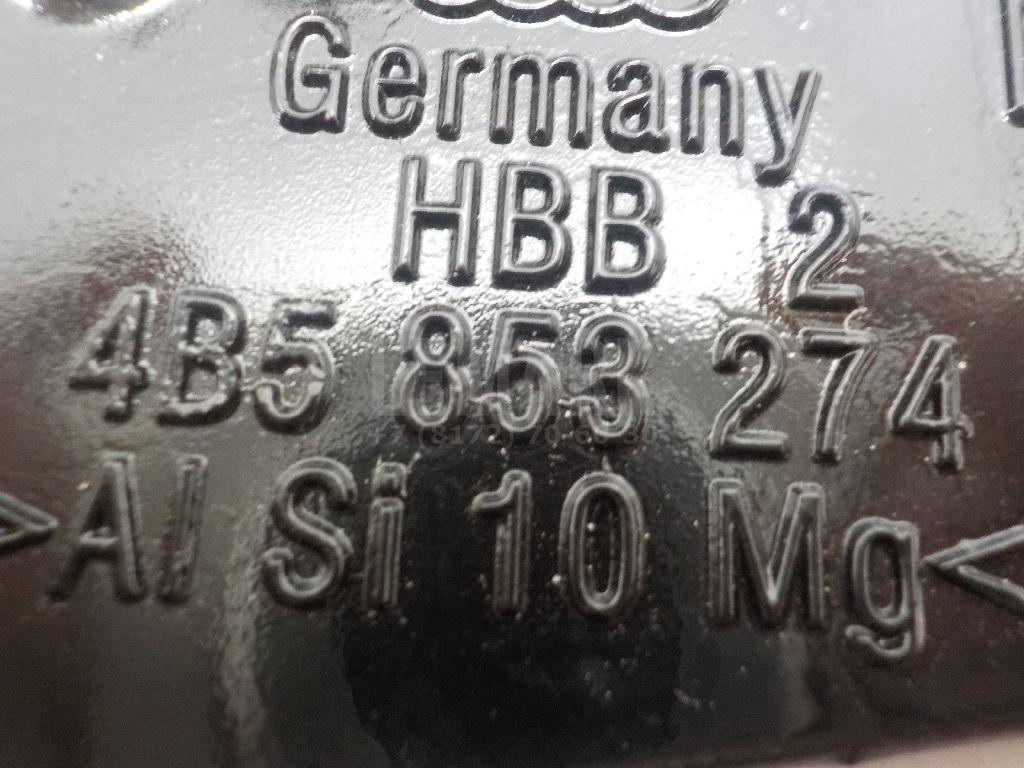 Germany
HBB 2
4B5 853 274
>Al Si 10 Mg<